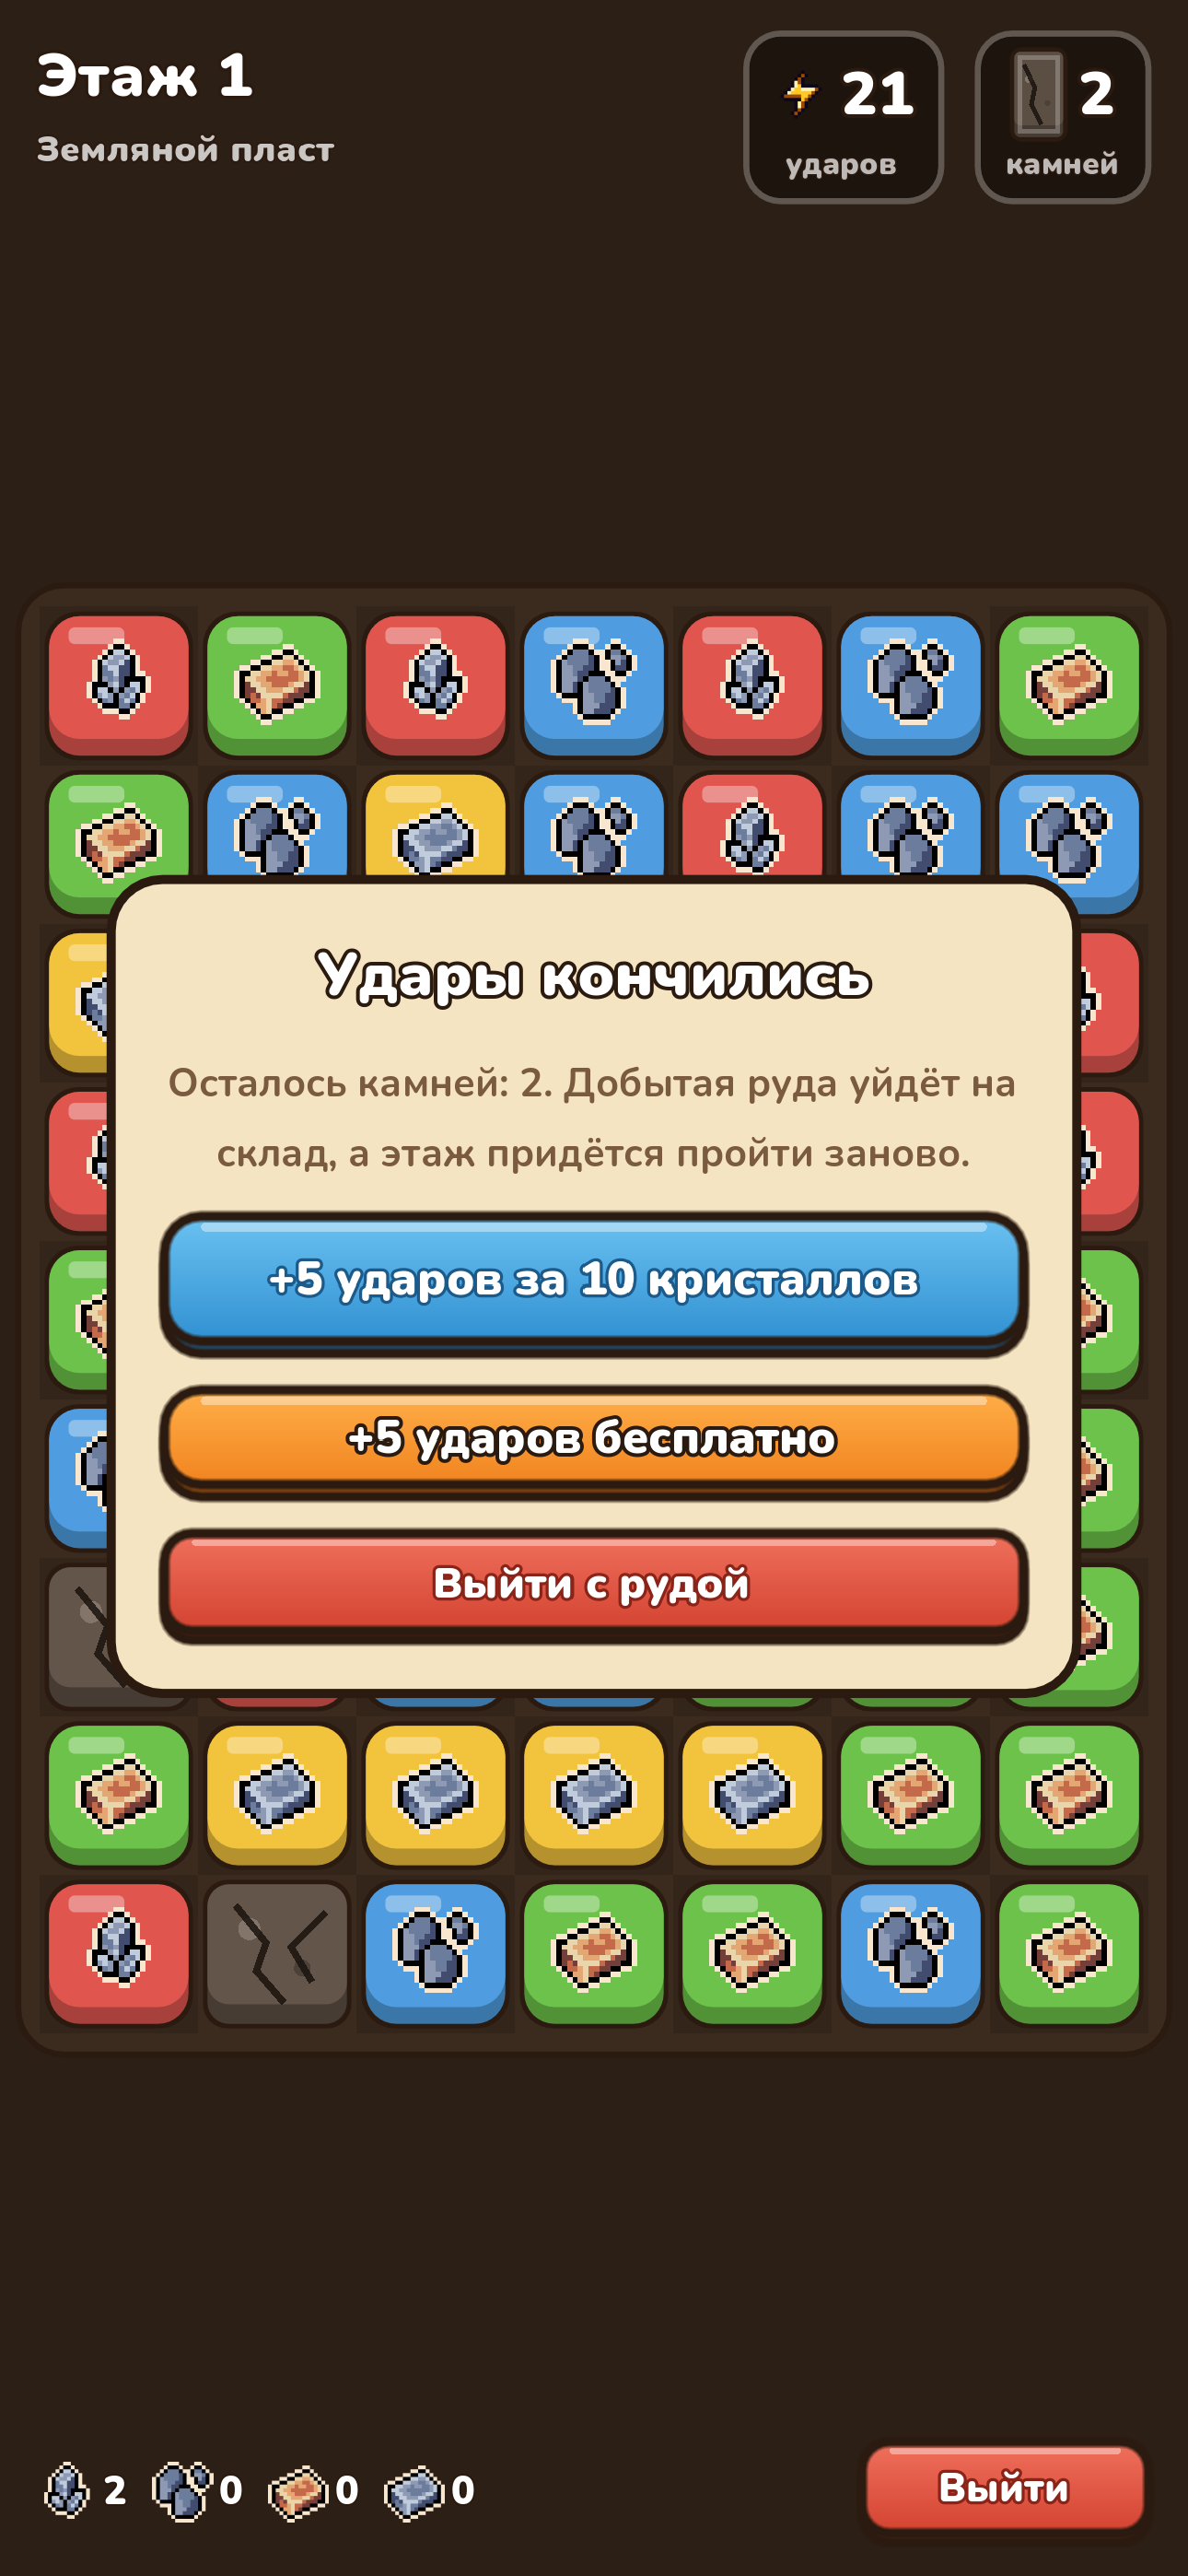 Этаж 1
Земляной пласт
21
ударов
2
камней
Удары кончились
Осталось камней: 2. Добытая руда уйдёт на
склад, а этаж придётся пройти заново.
+5 ударов за 10 кристаллов
+5 ударов бесплатно
Выйти с рудой
2 0 0 0
Выйти